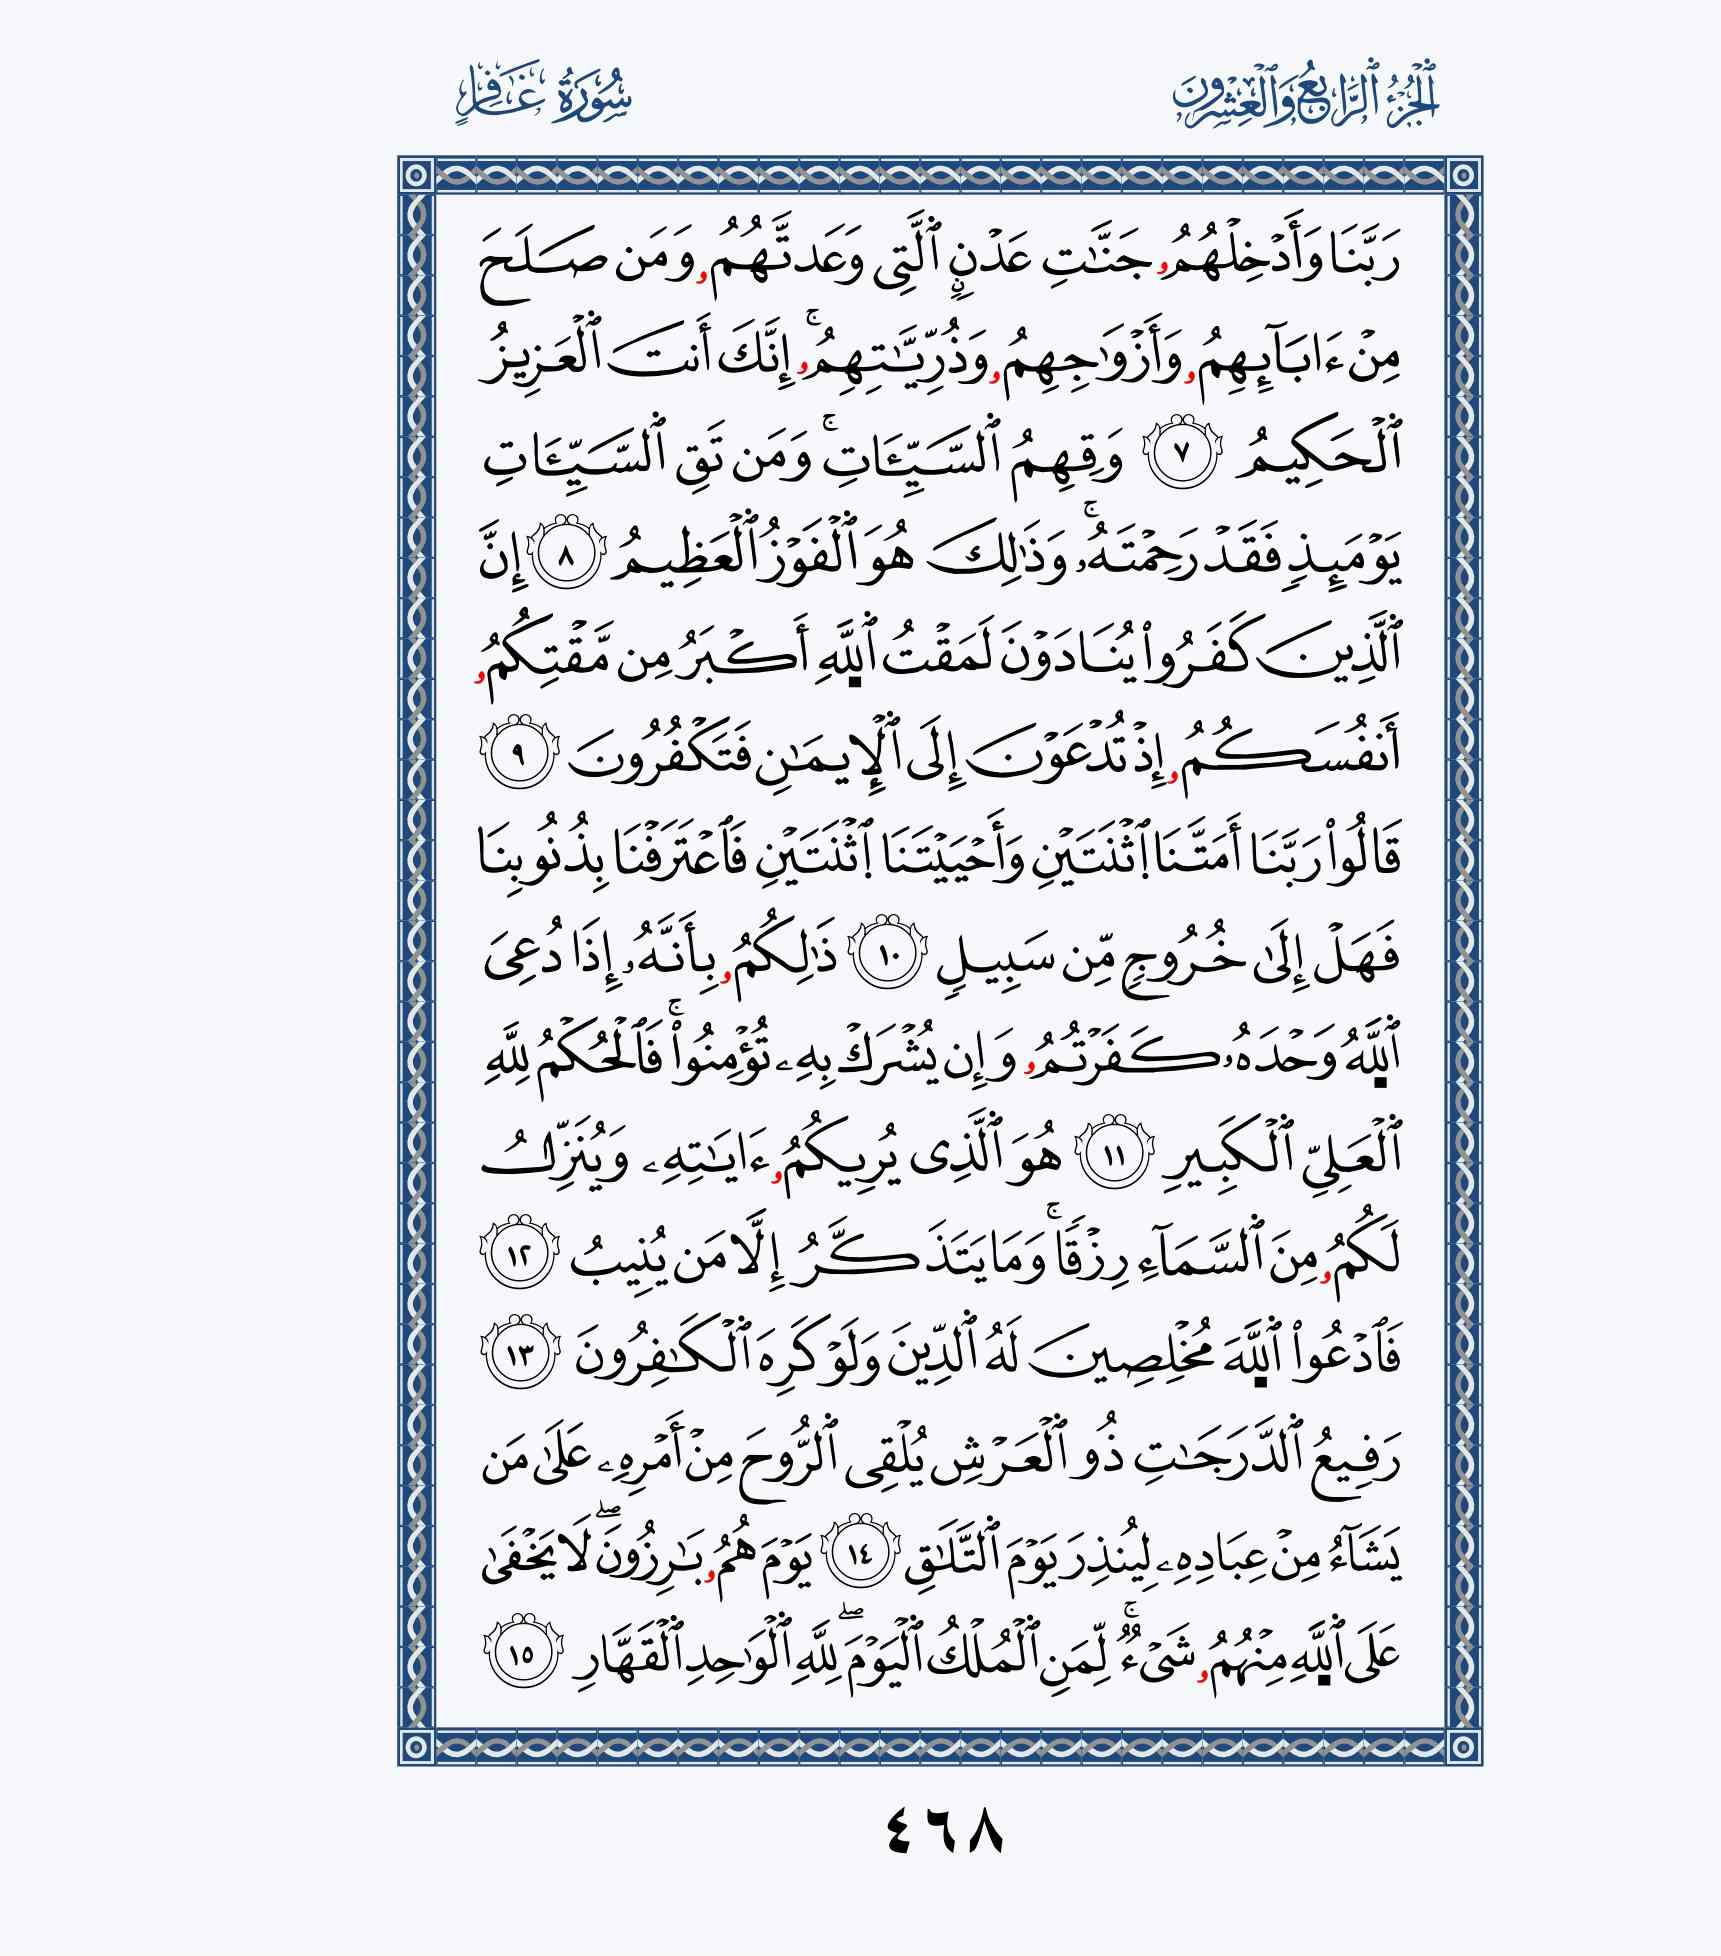 ٱلْجُزْءُ ٱلرَّابِعُ وَٱلْعِشْرُونَ
سُورَةُ غَافِرٍ
رَبَّنَا وَأَدْخِلْهُمُۥ جَنَّٰتِ عَدْنٍ ٱلَّتِى وَعَدتَّهُمُۥ وَمَن صَلَحَ
مِنْ ءَابَآئِهِمُۥ وَأَزْوَٰجِهِمُۥ وَذُرِّيَّٰتِهِمُۥۚ إِنَّكَ أَنتَ ٱلْعَزِيزُ
ٱلْحَكِيمُ ٧ وَقِهِمُ ٱلسَّيِّـَٔاتِۚ وَمَن تَقِ ٱلسَّيِّـَٔاتِ
يَوْمَئِذٍ فَقَدْ رَحِمْتَهُۥۚ وَذَٰلِكَ هُوَ ٱلْفَوْزُ ٱلْعَظِيمُ ٨ إِنَّ
ٱلَّذِينَ كَفَرُوا۟ يُنَادَوْنَ لَمَقْتُ ٱللَّهِ أَكْبَرُ مِن مَّقْتِكُمُۥ
أَنفُسَكُمُۥ إِذْ تُدْعَوْنَ إِلَى ٱلْإِيمَٰنِ فَتَكْفُرُونَ ٩
قَالُوا۟ رَبَّنَا أَمَتَّنَا ٱثْنَتَيْنِ وَأَحْيَيْتَنَا ٱثْنَتَيْنِ فَٱعْتَرَفْنَا بِذُنُوبِنَا
فَهَلْ إِلَىٰ خُرُوجٍ مِّن سَبِيلٍ ١٠ ذَٰلِكُمُۥ بِأَنَّهُۥ إِذَا دُعِىَ
ٱللَّهُ وَحْدَهُۥ كَفَرْتُمُۥ وَإِن يُشْرَكْ بِهِۦ تُؤْمِنُوا۟ۚ فَٱلْحُكْمُ لِلَّهِ
ٱلْعَلِىِّ ٱلْكَبِيرِ ١١ هُوَ ٱلَّذِى يُرِيكُمُۥ ءَايَٰتِهِۦ وَيُنَزِّلُ
لَكُمُۥ مِنَ ٱلسَّمَآءِ رِزْقًاۚ وَمَا يَتَذَكَّرُ إِلَّا مَن يُنِيبُ ١٢
فَٱدْعُوا۟ ٱللَّهَ مُخْلِصِينَ لَهُ ٱلدِّينَ وَلَوْ كَرِهَ ٱلْكَٰفِرُونَ ١٣
رَفِيعُ ٱلدَّرَجَٰتِ ذُو ٱلْعَرْشِ يُلْقِى ٱلرُّوحَ مِنْ أَمْرِهِۦ عَلَىٰ مَن
يَشَآءُ مِنْ عِبَادِهِۦ لِيُنذِرَ يَوْمَ ٱلتَّلَٰقِ ١٤ يَوْمَ هُمُۥ بَٰرِزُونَۖ لَا يَخْفَىٰ
عَلَى ٱللَّهِ مِنْهُمُۥ شَىْءٌۚ لِّمَنِ ٱلْمُلْكُ ٱلْيَوْمَۖ لِلَّهِ ٱلْوَٰحِدِ ٱلْقَهَّارِ ١٥
٤٦٨